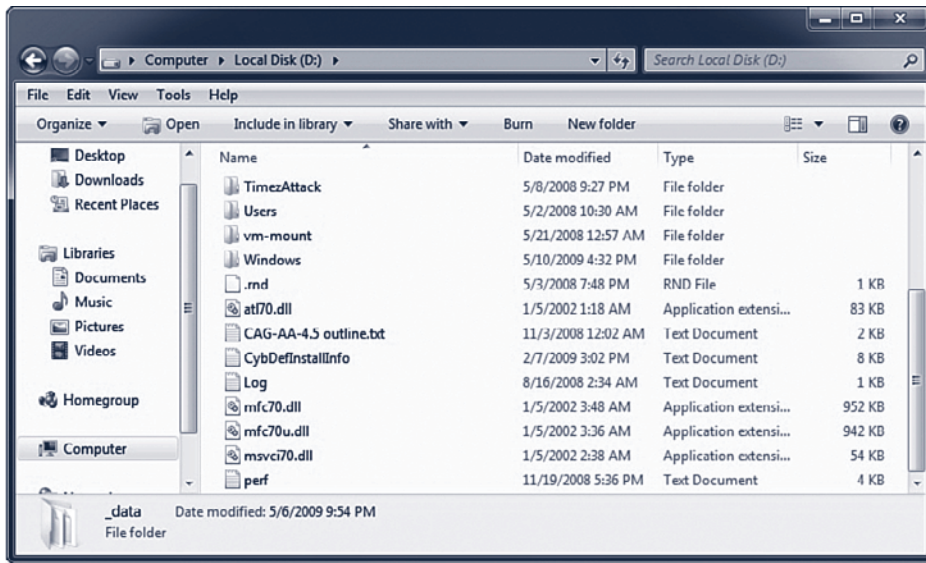 Computer Local Disk (D:) Search Local Disk (D:)
File Edit View Tools Help
Organize Open Include in library Share with Burn New folder
Desktop
Downloads
Recent Places
Libraries
Documents
Music
Pictures
Videos
Homegroup
Computer
Name Date modified Type Size
TimezAttack 5/8/2008 9:27 PM File folder
Users 5/2/2008 10:30 AM File folder
vm-mount 5/21/2008 12:57 AM File folder
Windows 5/10/2009 4:32 PM File folder
.rnd 5/3/2008 7:48 PM RND File 1 KB
atl70.dll 1/5/2002 1:18 AM Application extensi... 83 KB
CAG-AA-4.5 outline.txt 11/3/2008 12:02 AM Text Document 2 KB
CybDefInstallInfo 2/7/2009 3:02 PM Text Document 8 KB
Log 8/16/2008 2:34 AM Text Document 1 KB
mfc70.dll 1/5/2002 3:48 AM Application extensi... 952 KB
mfc70u.dll 1/5/2002 3:36 AM Application extensi... 942 KB
msvci70.dll 1/5/2002 2:38 AM Application extensi... 54 KB
perf 11/19/2008 5:36 PM Text Document 4 KB
_data Date modified: 5/6/2009 9:54 PM
File folder